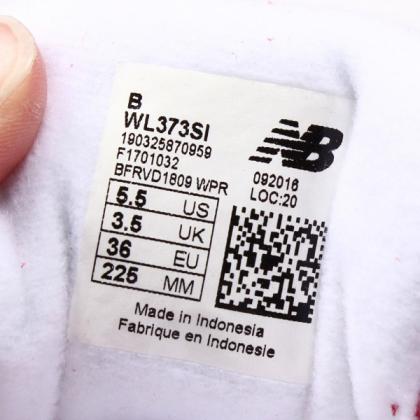 B
WL373SI
190325870959
F1701032
BFRVD1809 WPR
NB
092016
LOC:20
5.5 US
3.5 UK
36 EU
225 MM
Made in Indonesia
Fabrique en Indonesie